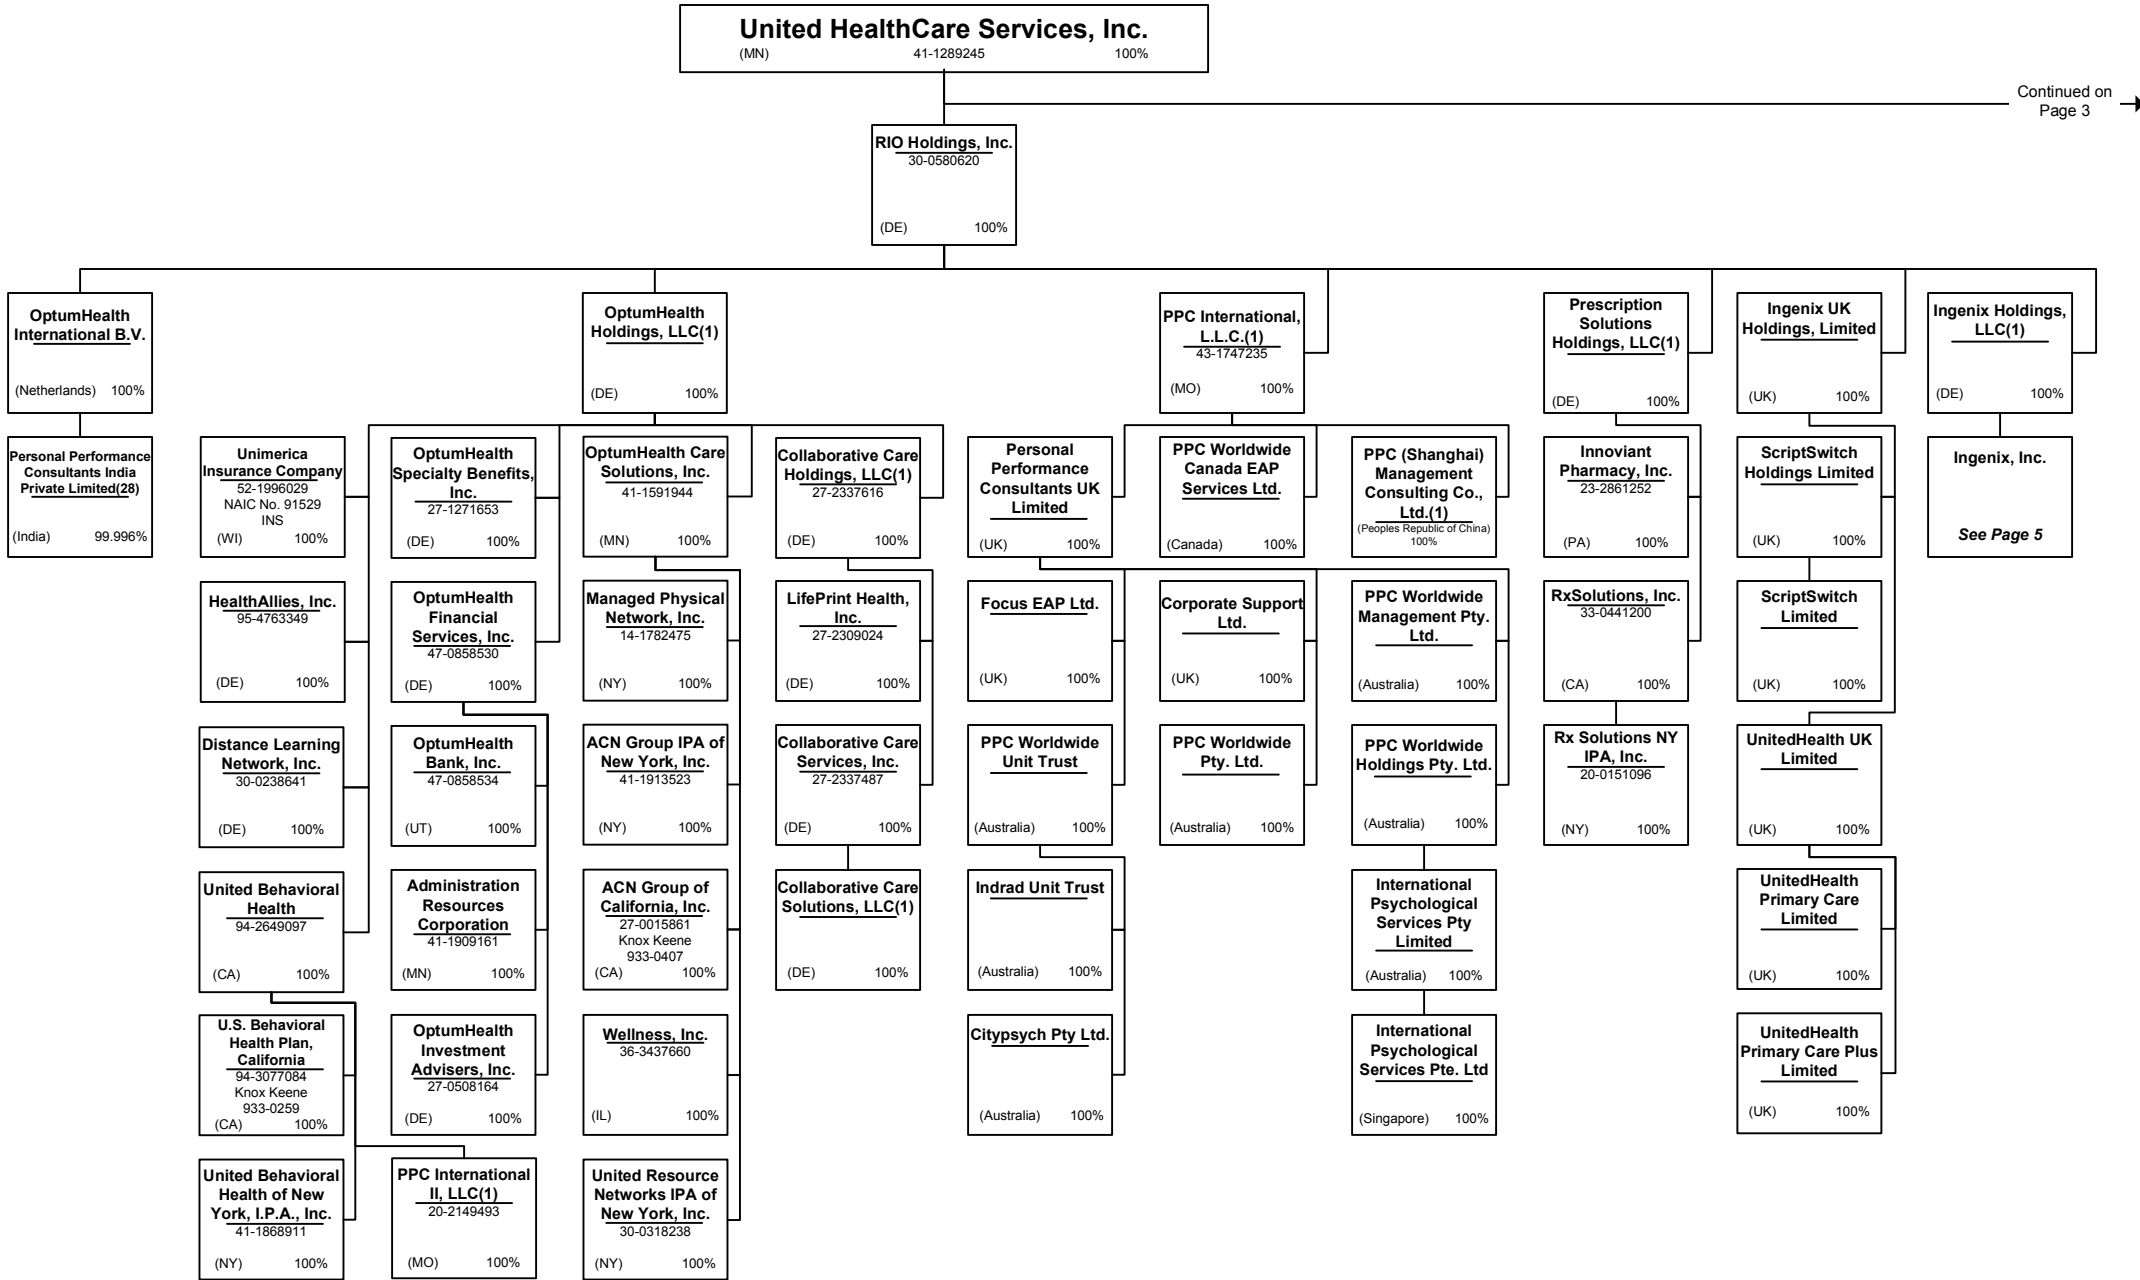 United HealthCare Services, Inc.
(MN) 41-1289245 100%
Continued on
Page 3
RIO Holdings, Inc.
30-0580620
(DE) 100%
OptumHealth
International B.V.
(Netherlands) 100%
OptumHealth
Holdings, LLC(1)
(DE) 100%
PPC International,
L.L.C.(1)
43-1747235
(MO) 100%
Prescription
Solutions
Holdings, LLC(1)
(DE) 100%
Ingenix UK
Holdings, Limited
(UK) 100%
Ingenix Holdings,
LLC(1)
(DE) 100%
Personal Performance
Consultants India
Private Limited(28)
(India) 99.996%
Unimerica
Insurance Company
52-1996029
NAIC No. 91529
INS
(WI) 100%
OptumHealth
Specialty Benefits,
Inc.
27-1271653
(DE) 100%
OptumHealth Care
Solutions, Inc.
41-1591944
(MN) 100%
Collaborative Care
Holdings, LLC(1)
27-2337616
(DE) 100%
Personal
Performance
Consultants UK
Limited
(UK) 100%
PPC Worldwide
Canada EAP
Services Ltd.
(Canada) 100%
PPC (Shanghai)
Management
Consulting Co.,
Ltd.(1)
(Peoples Republic of China)
100%
Innoviant
Pharmacy, Inc.
23-2861252
(PA) 100%
ScriptSwitch
Holdings Limited
(UK) 100%
Ingenix, Inc.
See Page 5
HealthAllies, Inc.
95-4763349
(DE) 100%
OptumHealth
Financial
Services, Inc.
47-0858530
(DE) 100%
Managed Physical
Network, Inc.
14-1782475
(NY) 100%
LifePrint Health,
Inc.
27-2309024
(DE) 100%
Focus EAP Ltd.
(UK) 100%
Corporate Support
Ltd.
(UK) 100%
PPC Worldwide
Management Pty.
Ltd.
(Australia) 100%
RxSolutions, Inc.
33-0441200
(CA) 100%
ScriptSwitch
Limited
(UK) 100%
Distance Learning
Network, Inc.
30-0238641
(DE) 100%
OptumHealth
Bank, Inc.
47-0858534
(UT) 100%
ACN Group IPA of
New York, Inc.
41-1913523
(NY) 100%
Collaborative Care
Services, Inc.
27-2337487
(DE) 100%
PPC Worldwide
Unit Trust
(Australia) 100%
PPC Worldwide
Pty. Ltd.
(Australia) 100%
PPC Worldwide
Holdings Pty. Ltd.
(Australia) 100%
Rx Solutions NY
IPA, Inc.
20-0151096
(NY) 100%
UnitedHealth UK
Limited
(UK) 100%
United Behavioral
Health
94-2649097
(CA) 100%
Administration
Resources
Corporation
41-1909161
(MN) 100%
ACN Group of
California, Inc.
27-0015861
Knox Keene
933-0407
(CA) 100%
Collaborative Care
Solutions, LLC(1)
(DE) 100%
Indrad Unit Trust
(Australia) 100%
International
Psychological
Services Pty
Limited
(Australia) 100%
UnitedHealth
Primary Care
Limited
(UK) 100%
U.S. Behavioral
Health Plan,
California
94-3077084
Knox Keene
933-0259
(CA) 100%
OptumHealth
Investment
Advisers, Inc.
27-0508164
(DE) 100%
Wellness, Inc.
36-3437660
(IL) 100%
Citypsych Pty Ltd.
(Australia) 100%
International
Psychological
Services Pte. Ltd
(Singapore) 100%
UnitedHealth
Primary Care Plus
Limited
(UK) 100%
United Behavioral
Health of New
York, I.P.A., Inc.
41-1868911
(NY) 100%
PPC International
II, LLC(1)
20-2149493
(MO) 100%
United Resource
Networks IPA of
New York, Inc.
30-0318238
(NY) 100%